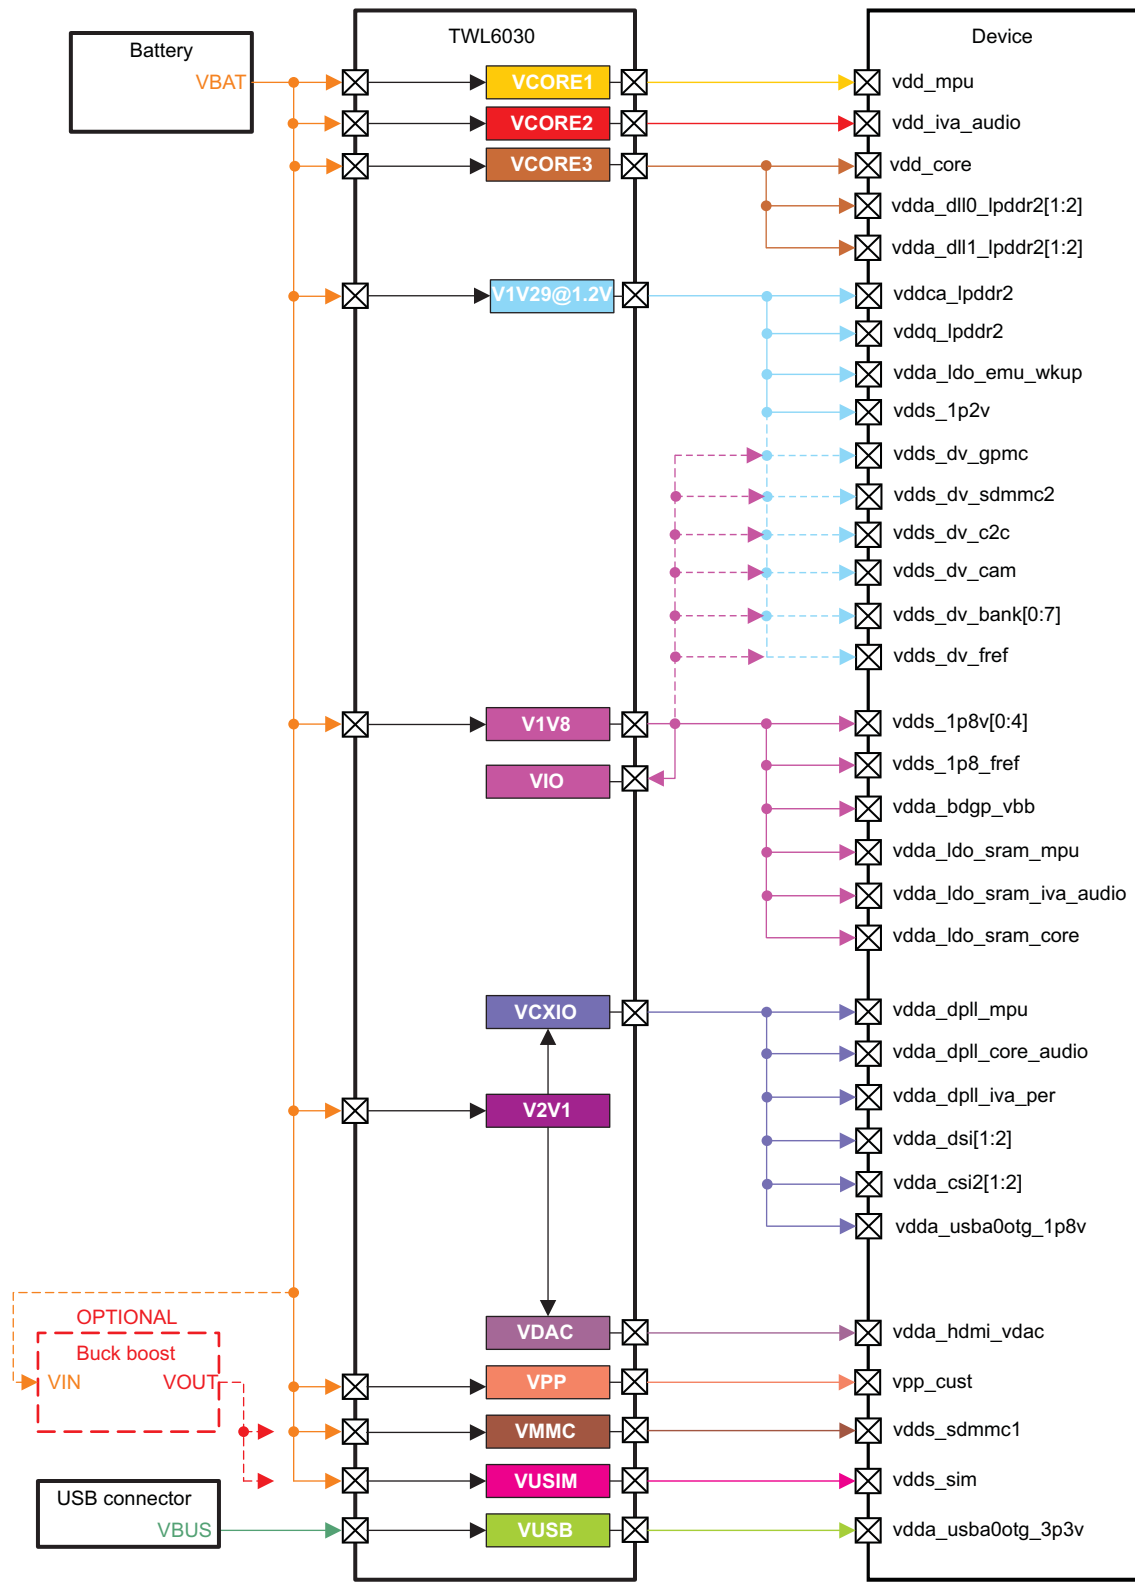 Battery
VBAT
TWL6030
Device
VCORE1
vdd_mpu
VCORE2
vdd_iva_audio
VCORE3
vdd_core
vdda_dll0_lpddr2[1:2]
vdda_dll1_lpddr2[1:2]
V1V29@1.2V
vddca_lpddr2
vddq_lpddr2
vdda_ldo_emu_wkup
vdds_1p2v
vdds_dv_gpmc
vdds_dv_sdmmc2
vdds_dv_c2c
vdds_dv_cam
vdds_dv_bank[0:7]
vdds_dv_fref
V1V8
vdds_1p8v[0:4]
VIO
vdds_1p8_fref
vdda_bdgp_vbb
vdda_ldo_sram_mpu
vdda_ldo_sram_iva_audio
vdda_ldo_sram_core
VCXIO
vdda_dpll_mpu
vdda_dpll_core_audio
V2V1
vdda_dpll_iva_per
vdda_dsi[1:2]
vdda_csi2[1:2]
vdda_usba0otg_1p8v
OPTIONAL
Buck boost
VIN
VOUT
VDAC
vdda_hdmi_vdac
VPP
vpp_cust
VMMC
vdds_sdmmc1
VUSIM
vdds_sim
USB connector
VBUS
VUSB
vdda_usba0otg_3p3v